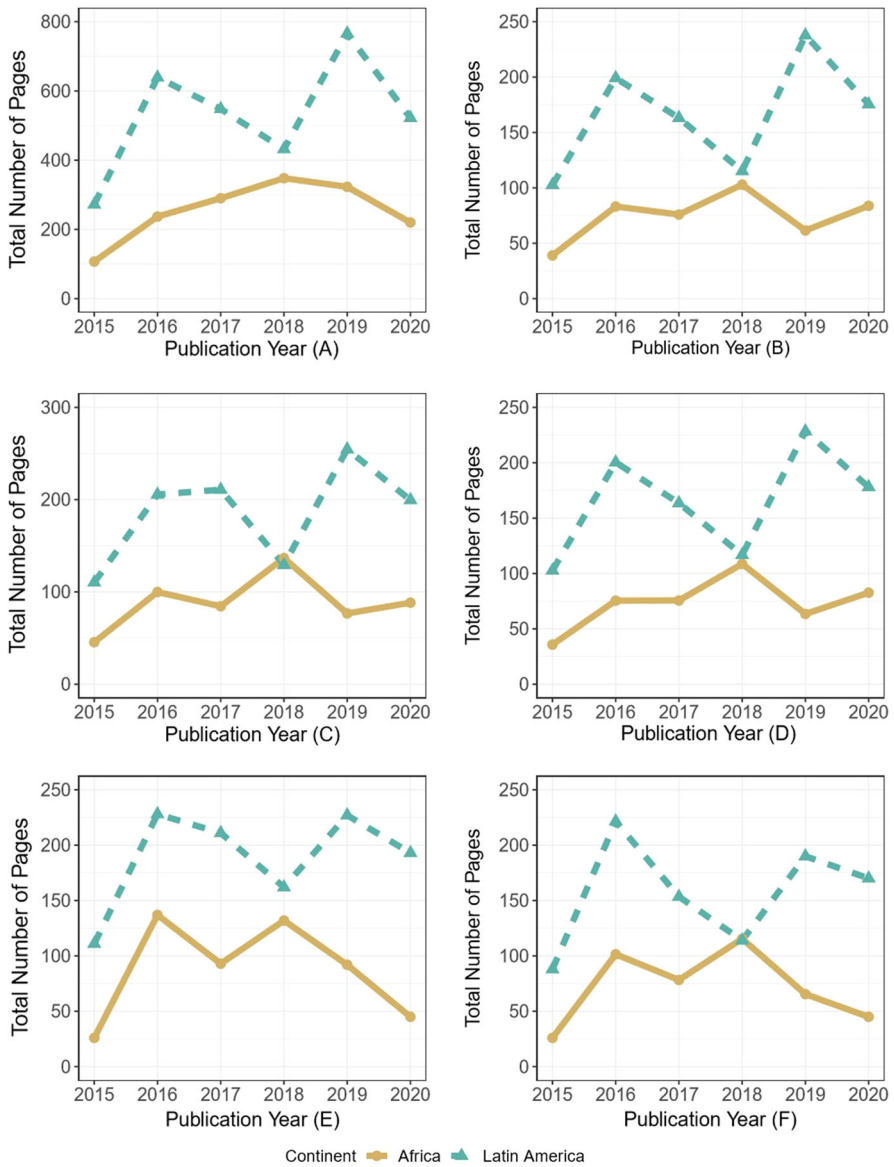 Total Number of Pages
800
600
400
200
0
2015 2016 2017 2018 2019 2020
Publication Year (A)
Total Number of Pages
250
200
150
100
50
0
2015 2016 2017 2018 2019 2020
Publication Year (B)
Total Number of Pages
300
200
100
0
2015 2016 2017 2018 2019 2020
Publication Year (C)
Total Number of Pages
250
200
150
100
50
0
2015 2016 2017 2018 2019 2020
Publication Year (D)
Total Number of Pages
250
200
150
100
50
0
2015 2016 2017 2018 2019 2020
Publication Year (E)
Total Number of Pages
250
200
150
100
50
0
2015 2016 2017 2018 2019 2020
Publication Year (F)
Continent Africa Latin America